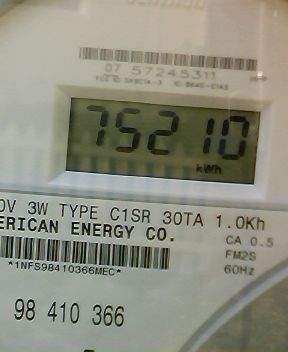 07 57245311
75210
kWh
0V 3W TYPE C1SR 30TA 1.0Kh
ERICAN ENERGY CO.
CA 0.5
*1NFS98410366MEC*
FM2S
60Hz
98 410 366